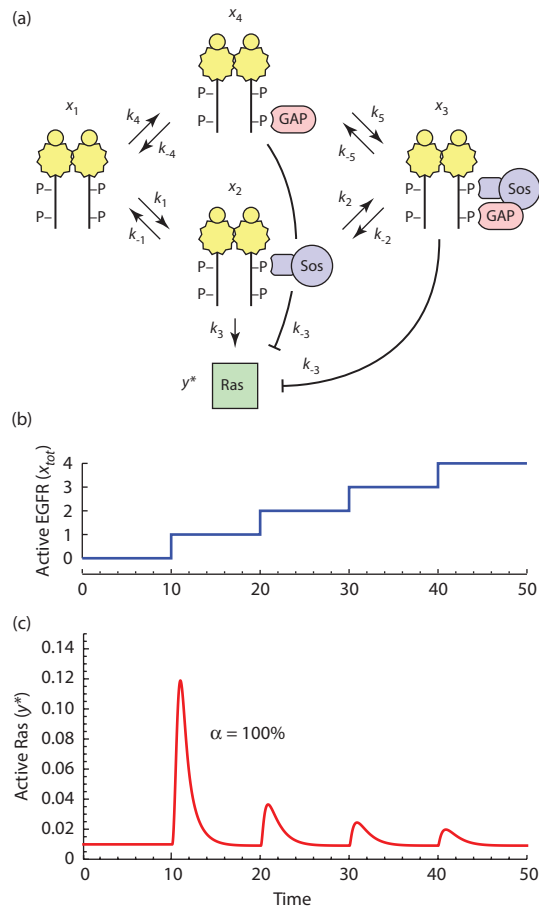 (a)
x4
P– –P
P– –P GAP
x1
k4
k-4
k5
k-5
x3
P– –P
P– –P
k1
k-1
x2
k2
k-2
P– –P Sos
P– –P GAP
P– –P Sos
P– –P
k3
k-3
k-3
y* Ras
(b)
Active EGFR (xtot)
4
3
2
1
0
0 10 20 30 40 50
(c)
Active Ras (y*)
0.14
0.12
0.10
0.08
0.06
0.04
0.02
0
α = 100%
0 10 20 30 40 50
Time